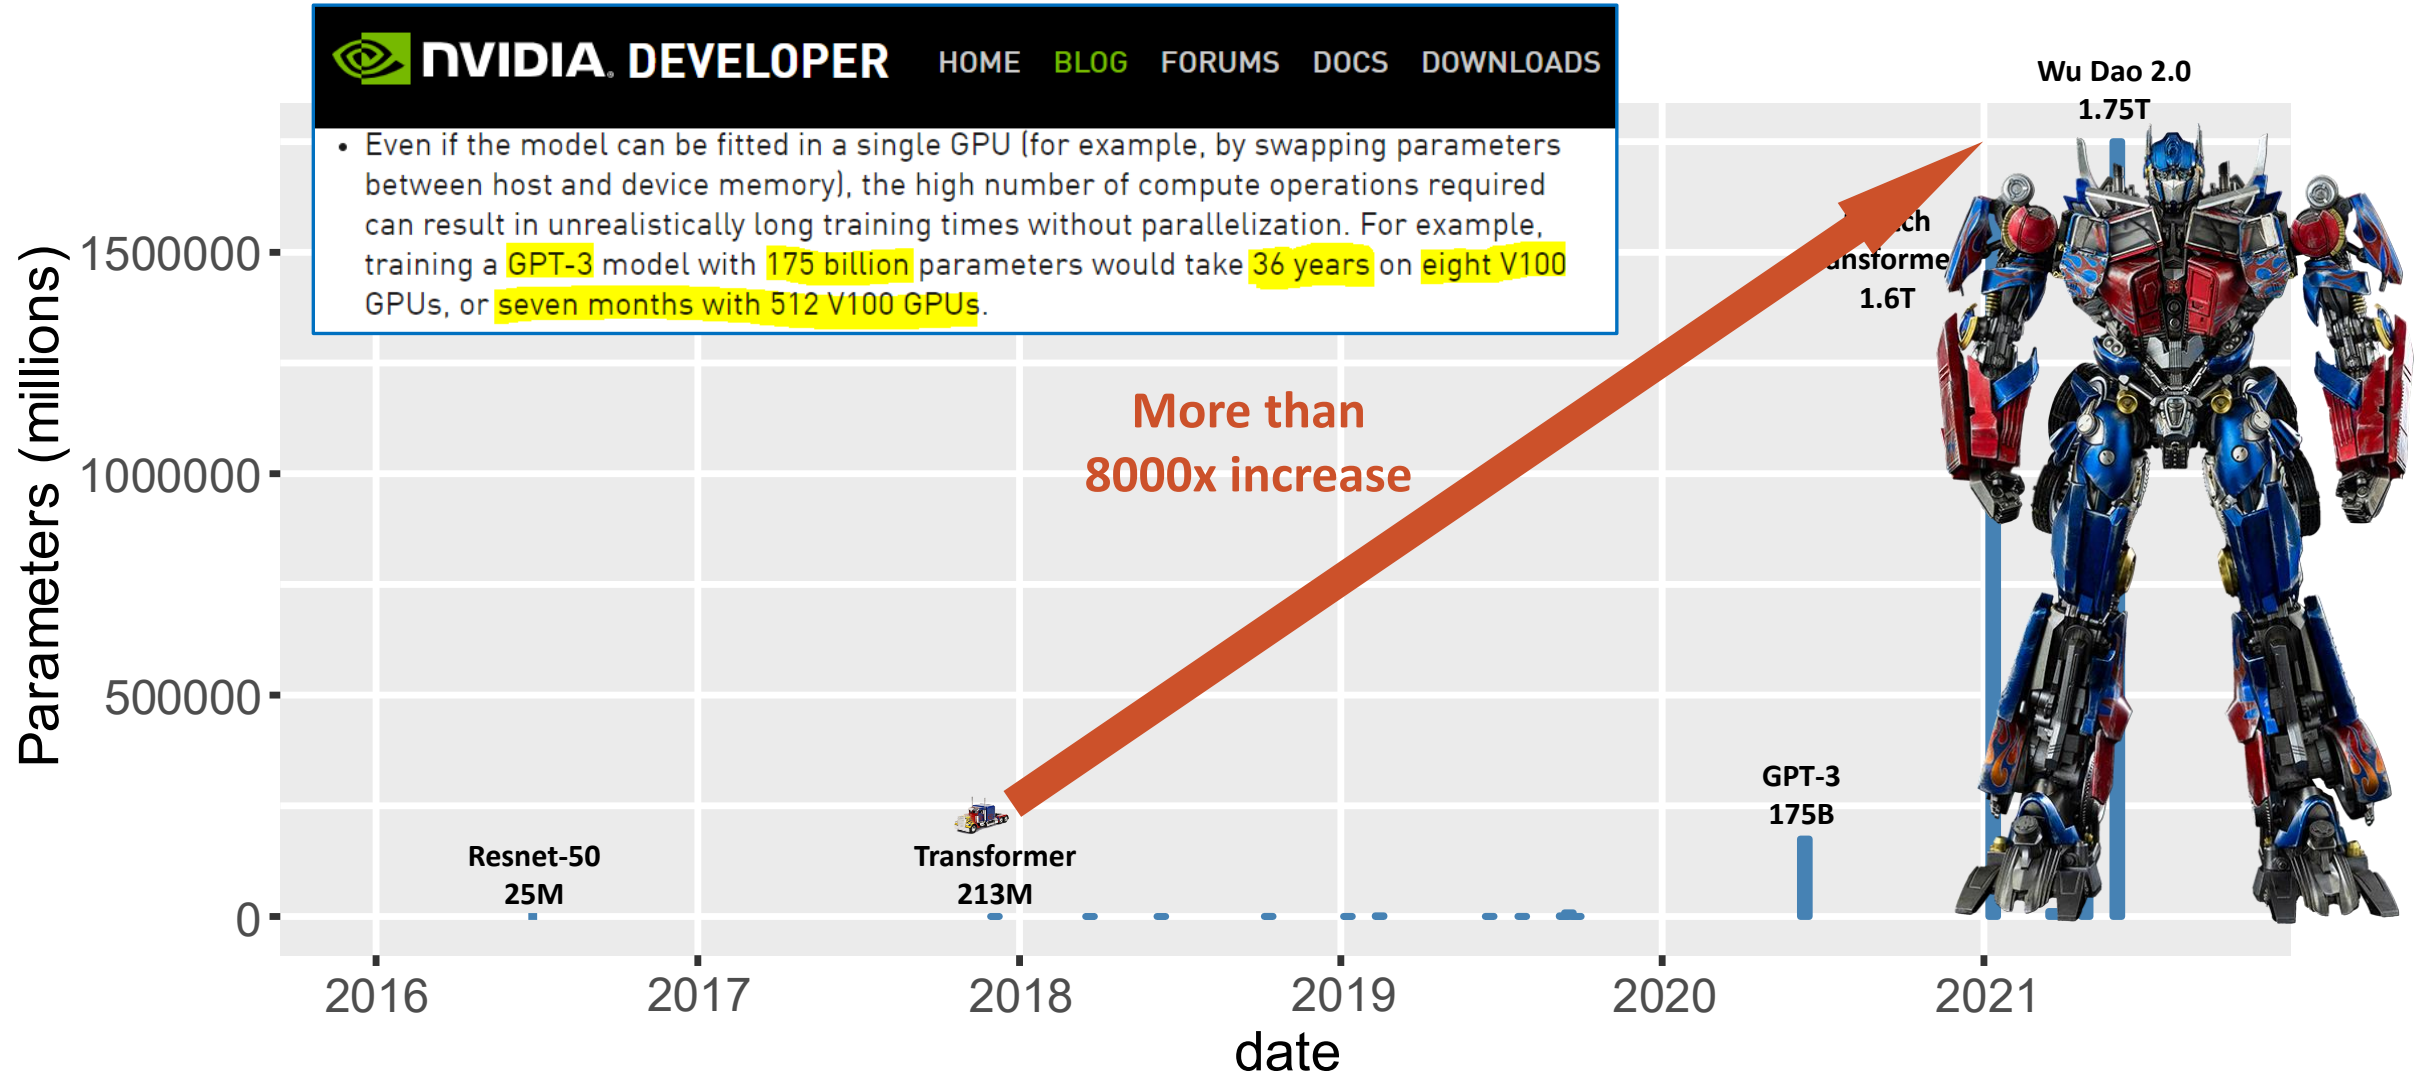 NVIDIA. DEVELOPER HOME BLOG FORUMS DOCS DOWNLOADS
• Even if the model can be fitted in a single GPU (for example, by swapping parameters
between host and device memory), the high number of compute operations required
can result in unrealistically long training times without parallelization. For example,
training a GPT-3 model with 175 billion parameters would take 36 years on eight V100
GPUs, or seven months with 512 V100 GPUs.
Wu Dao 2.0
1.75T
1.6T
More than
8000x increase
GPT-3
175B
Resnet-50
25M
Transformer
213M
Parameters (millions)
1500000
1000000
500000
0
2016 2017 2018 2019 2020 2021
date